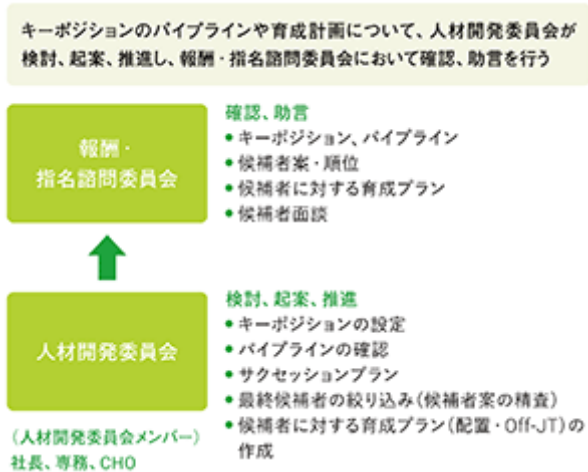 キーポジションのパイプラインや育成計画について、人材開発委員会が
検討、起案、推進し、報酬・指名諮問委員会において確認、助言を行う
報酬・
指名諮問委員会
確認、助言
• キーポジション、パイプライン
• 候補者案・順位
• 候補者に対する育成プラン
• 候補者面談
人材開発委員会
検討、起案、推進
• キーポジションの設定
• パイプラインの確認
• サクセッションプラン
• 最終候補者の絞り込み(候補者案の精査)
• 候補者に対する育成プラン(配置・Off-JT)の
作成
(人材開発委員会メンバー)
社長、専務、CHO